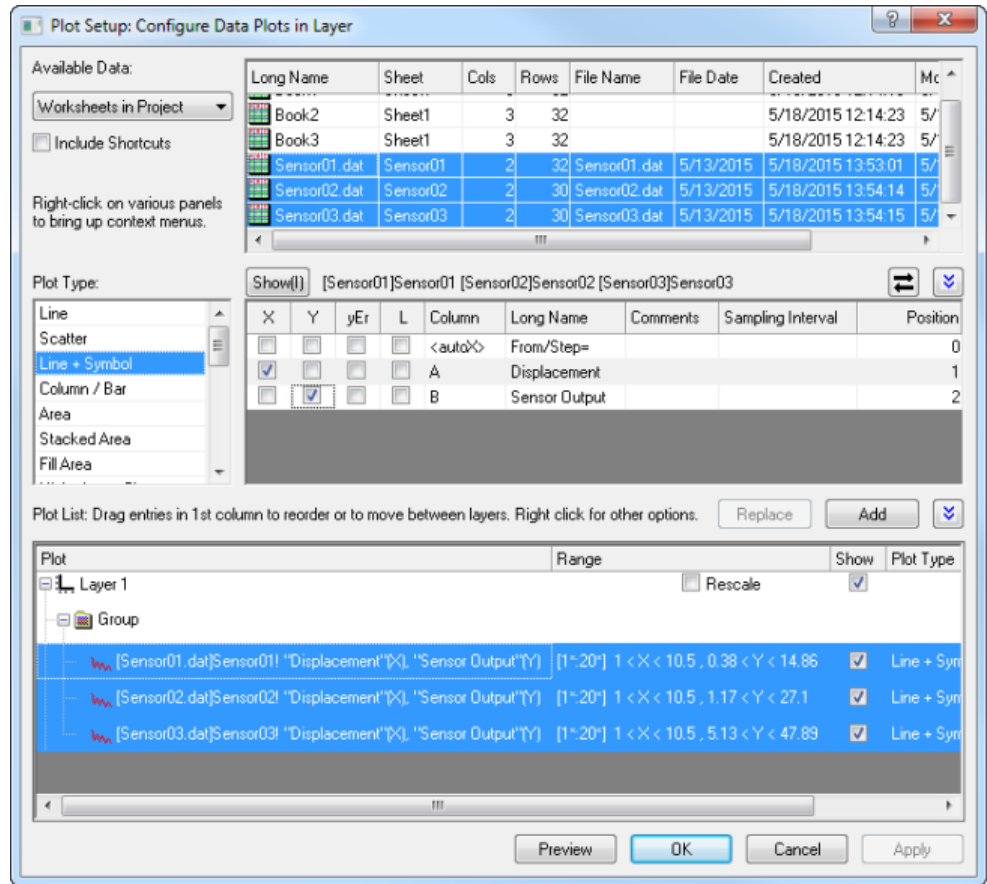 Plot Setup: Configure Data Plots in Layer
Available Data:
Worksheets in Project
Include Shortcuts
Right-click on various panels
to bring up context menus.
Long Name Sheet Cols Rows File Name File Date Created
Book2 Sheet1 3 32 5/18/2015 12:14:23 5/
Book3 Sheet1 3 32 5/18/2015 12:14:23 5/
Sensor01.dat Sensor01 2 32 Sensor01.dat 5/13/2015 5/18/2015 13:53:01 5/
Sensor02.dat Sensor02 2 30 Sensor02.dat 5/13/2015 5/18/2015 13:54:14 5/
Sensor03.dat Sensor03 2 30 Sensor03.dat 5/13/2015 5/18/2015 13:54:15 5/
Plot Type:
Line
Scatter
Line + Symbol
Column / Bar
Area
Stacked Area
Fill Area
Show(I) [Sensor01]Sensor01 [Sensor02]Sensor02 [Sensor03]Sensor03
X Y yEr L Column Long Name Comments Sampling Interval Position
<autoX> From/Step= 0
A Displacement 1
B Sensor Output 2
Plot List: Drag entries in 1st column to reorder or to move between layers. Right click for other options. Replace Add
Plot Range Show Plot Type
Layer 1 Rescale
Group
[Sensor01.dat]Sensor01! "Displacement"(X), "Sensor Output"(Y) [1*:20*] 1 < X < 10.5 , 0.38 < Y < 14.86 Line + Sym
[Sensor02.dat]Sensor02! "Displacement"(X), "Sensor Output"(Y) [1*:20*] 1 < X < 10.5 , 1.17 < Y < 27.1 Line + Sym
[Sensor03.dat]Sensor03! "Displacement"(X), "Sensor Output"(Y) [1*:20*] 1 < X < 10.5 , 5.13 < Y < 47.89 Line + Sym
Preview OK Cancel Apply